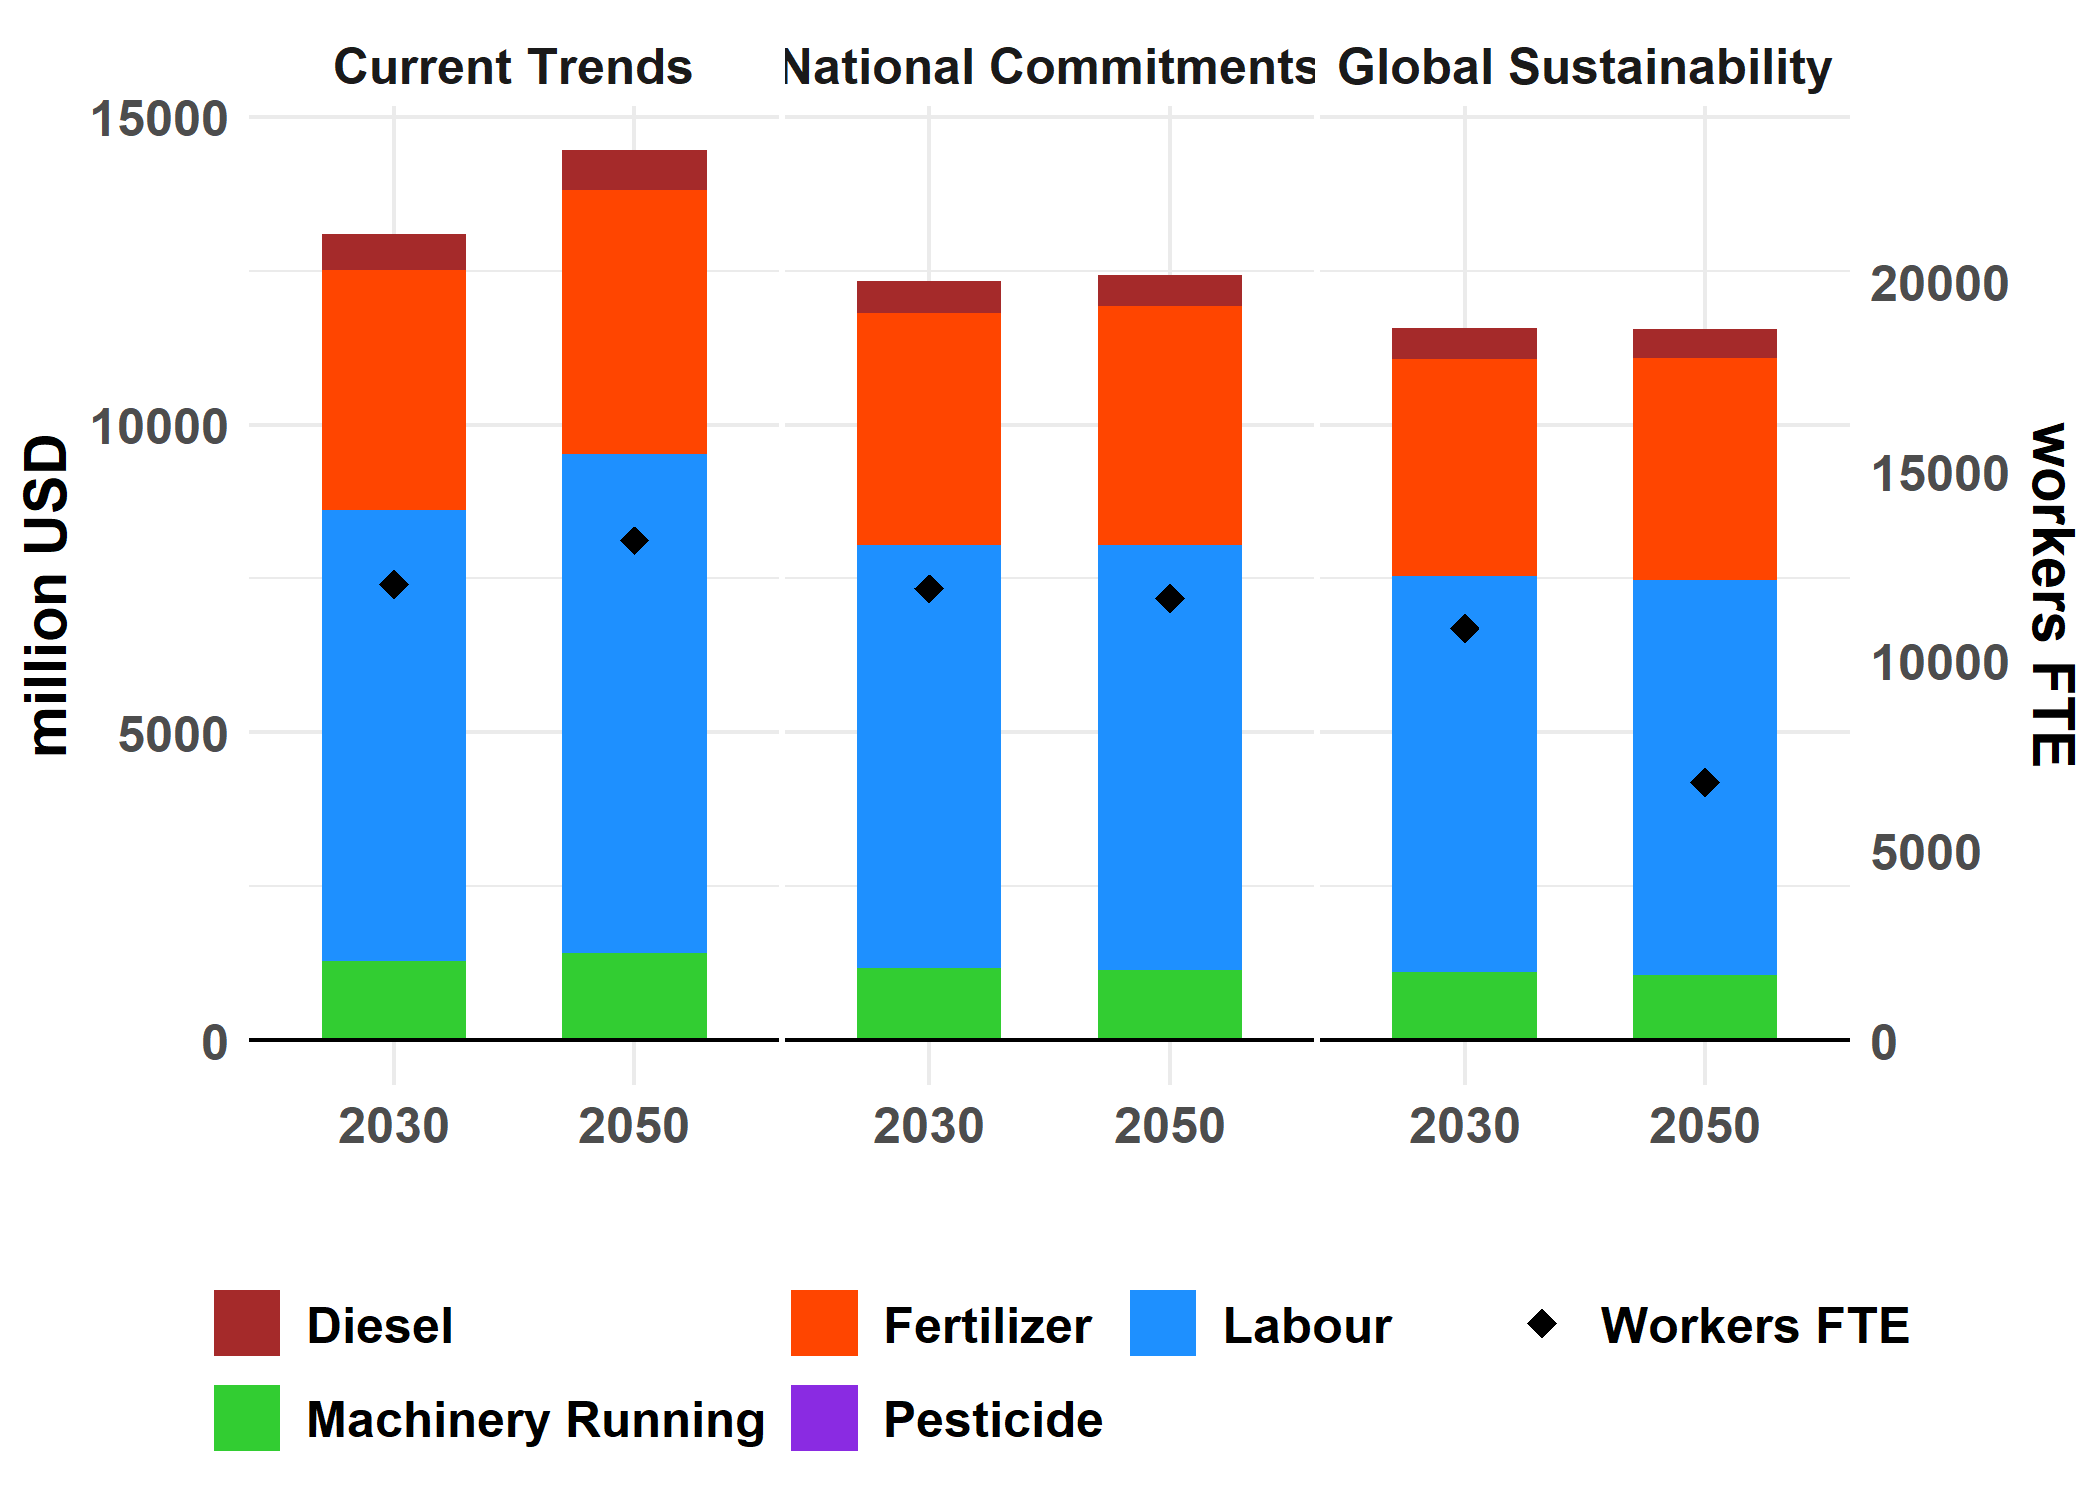 Current Trends
National Commitments
Global Sustainability
15000
10000
5000
0
million USD
20000
15000
10000
5000
0
workers FTE
2030
2050
2030
2050
2030
2050
Diesel
Fertilizer
Labour
Workers FTE
Machinery Running
Pesticide